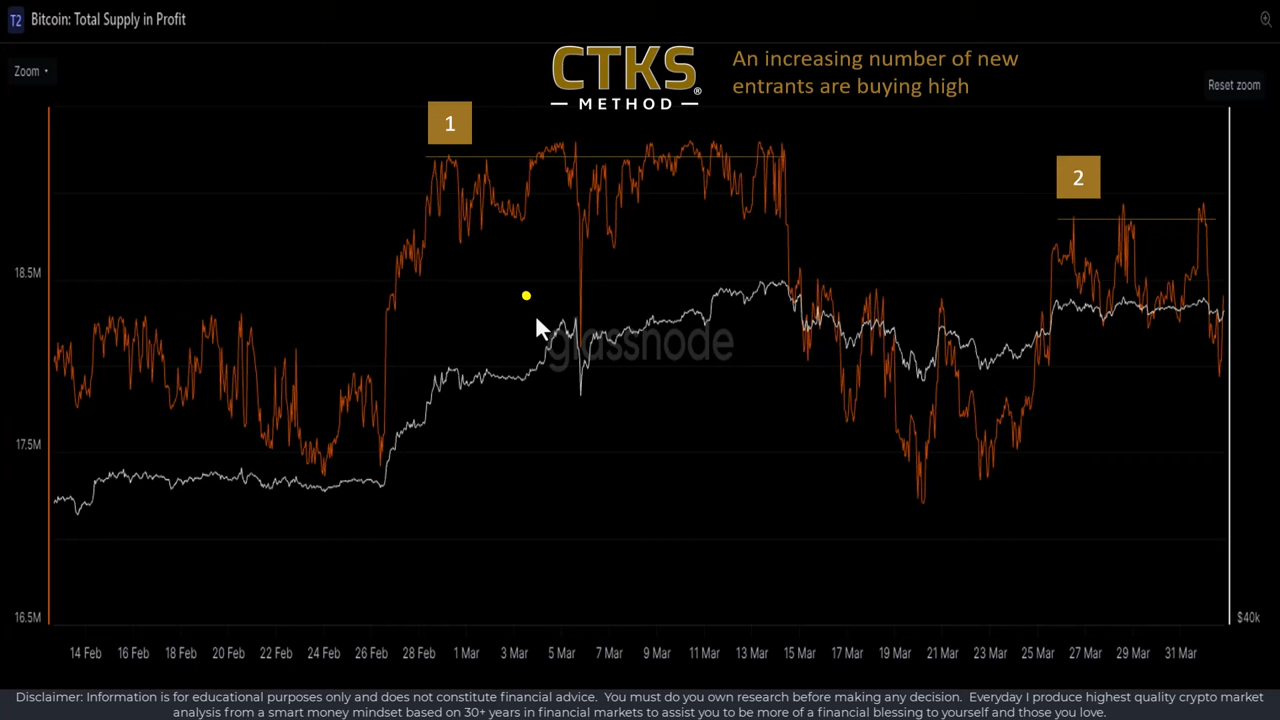 T2 Bitcoin: Total Supply in Profit
CTKS®
METHOD
An increasing number of new
entrants are buying high
Zoom
Reset zoom
1
2
18.5M
17.5M
16.5M
$40k
glassnode
14 Feb 16 Feb 18 Feb 20 Feb 22 Feb 24 Feb 26 Feb 28 Feb 1 Mar 3 Mar 5 Mar 7 Mar 9 Mar 11 Mar 13 Mar 15 Mar 17 Mar 19 Mar 21 Mar 23 Mar 25 Mar 27 Mar 29 Mar 31 Mar
Disclaimer: Information is for educational purposes only and does not constitute financial advice. You must do you own research before making any decision. Everyday I produce highest quality crypto market
analysis from a smart money mindset based on 30+ years in financial markets to assist you to be more of a financial blessing to yourself and those you love.